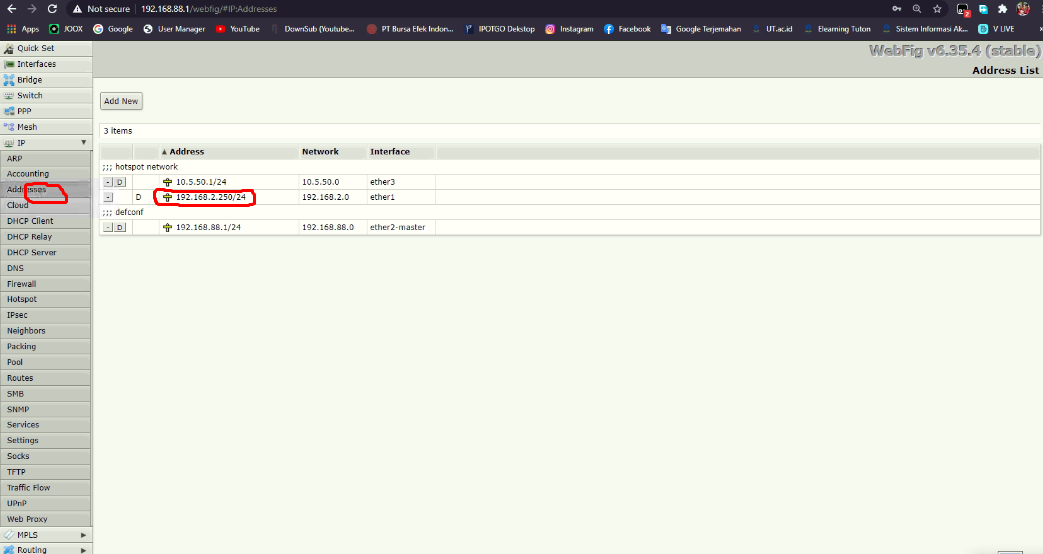 Not secure | 192.168.88.1/webfig/#IP:Addresses
2
Apps JOOX Google User Manager YouTube DownSub (Youtube... PT Bursa Efek Indon... IPOTGO Dekstop Instagram Facebook Google Terjemahan UT.ac.id Elearning Tuton Sistem Informasi Ak... V LIVE
Quick Set
Interfaces
Bridge
Switch
PPP
Mesh
IP
ARP
Accounting
Addresses
Cloud
DHCP Client
DHCP Relay
DHCP Server
DNS
Firewall
Hotspot
IPsec
Neighbors
Packing
Pool
Routes
SMB
SNMP
Services
Settings
Socks
TFTP
Traffic Flow
UPnP
Web Proxy
MPLS
Routing
WebFig v6.35.4 (stable)
Address List
Add New
3 items
Address Network Interface
;;; hotspot network
- D 10.5.50.1/24 10.5.50.0 ether3
- D 192.168.2.250/24 192.168.2.0 ether1
;;; defconf
- D 192.168.88.1/24 192.168.88.0 ether2-master